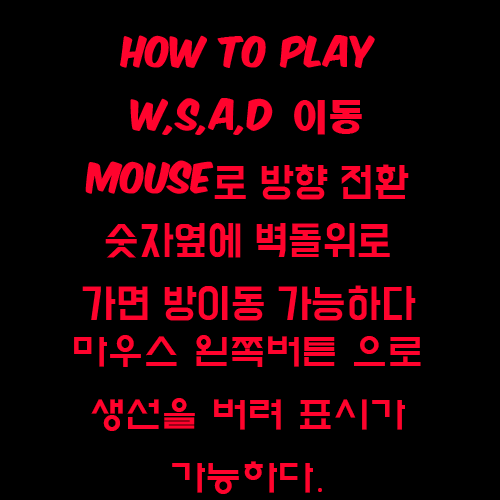 HOW TO PLAY
W,S,A,D 이동
MOUSE로 방향 전환
숫자옆에 벽돌위로
가면 방이동 가능하다
마우스 왼쪽버튼 으로
생선을 버려 표시가
가능하다.